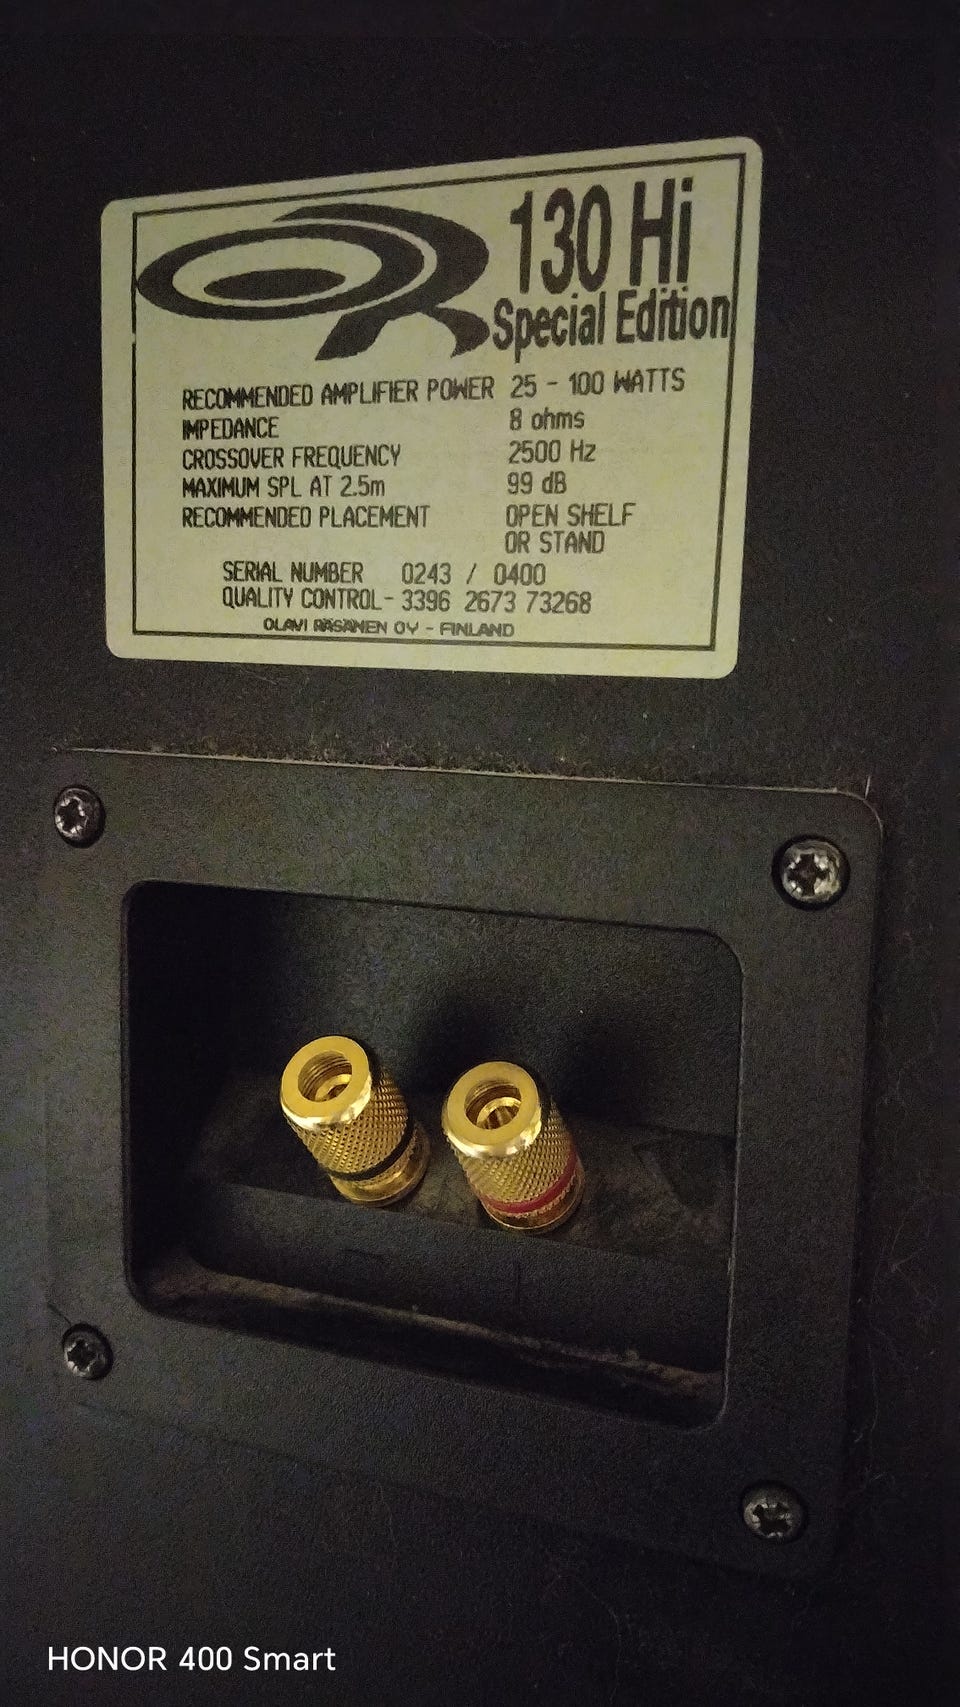 OR
130 Hi
Special Edition
RECOMMENDED AMPLIFIER POWER 25 - 100 WATTS
IMPEDANCE 8 ohms
CROSSOVER FREQUENCY 2500 Hz
MAXIMUM SPL AT 2.5m 99 dB
RECOMMENDED PLACEMENT OPEN SHELF
OR STAND
SERIAL NUMBER 0243 / 0400
QUALITY CONTROL - 3396 2673 73268
OLAVI RÄSÄNEN OY - FINLAND
HONOR 400 Smart